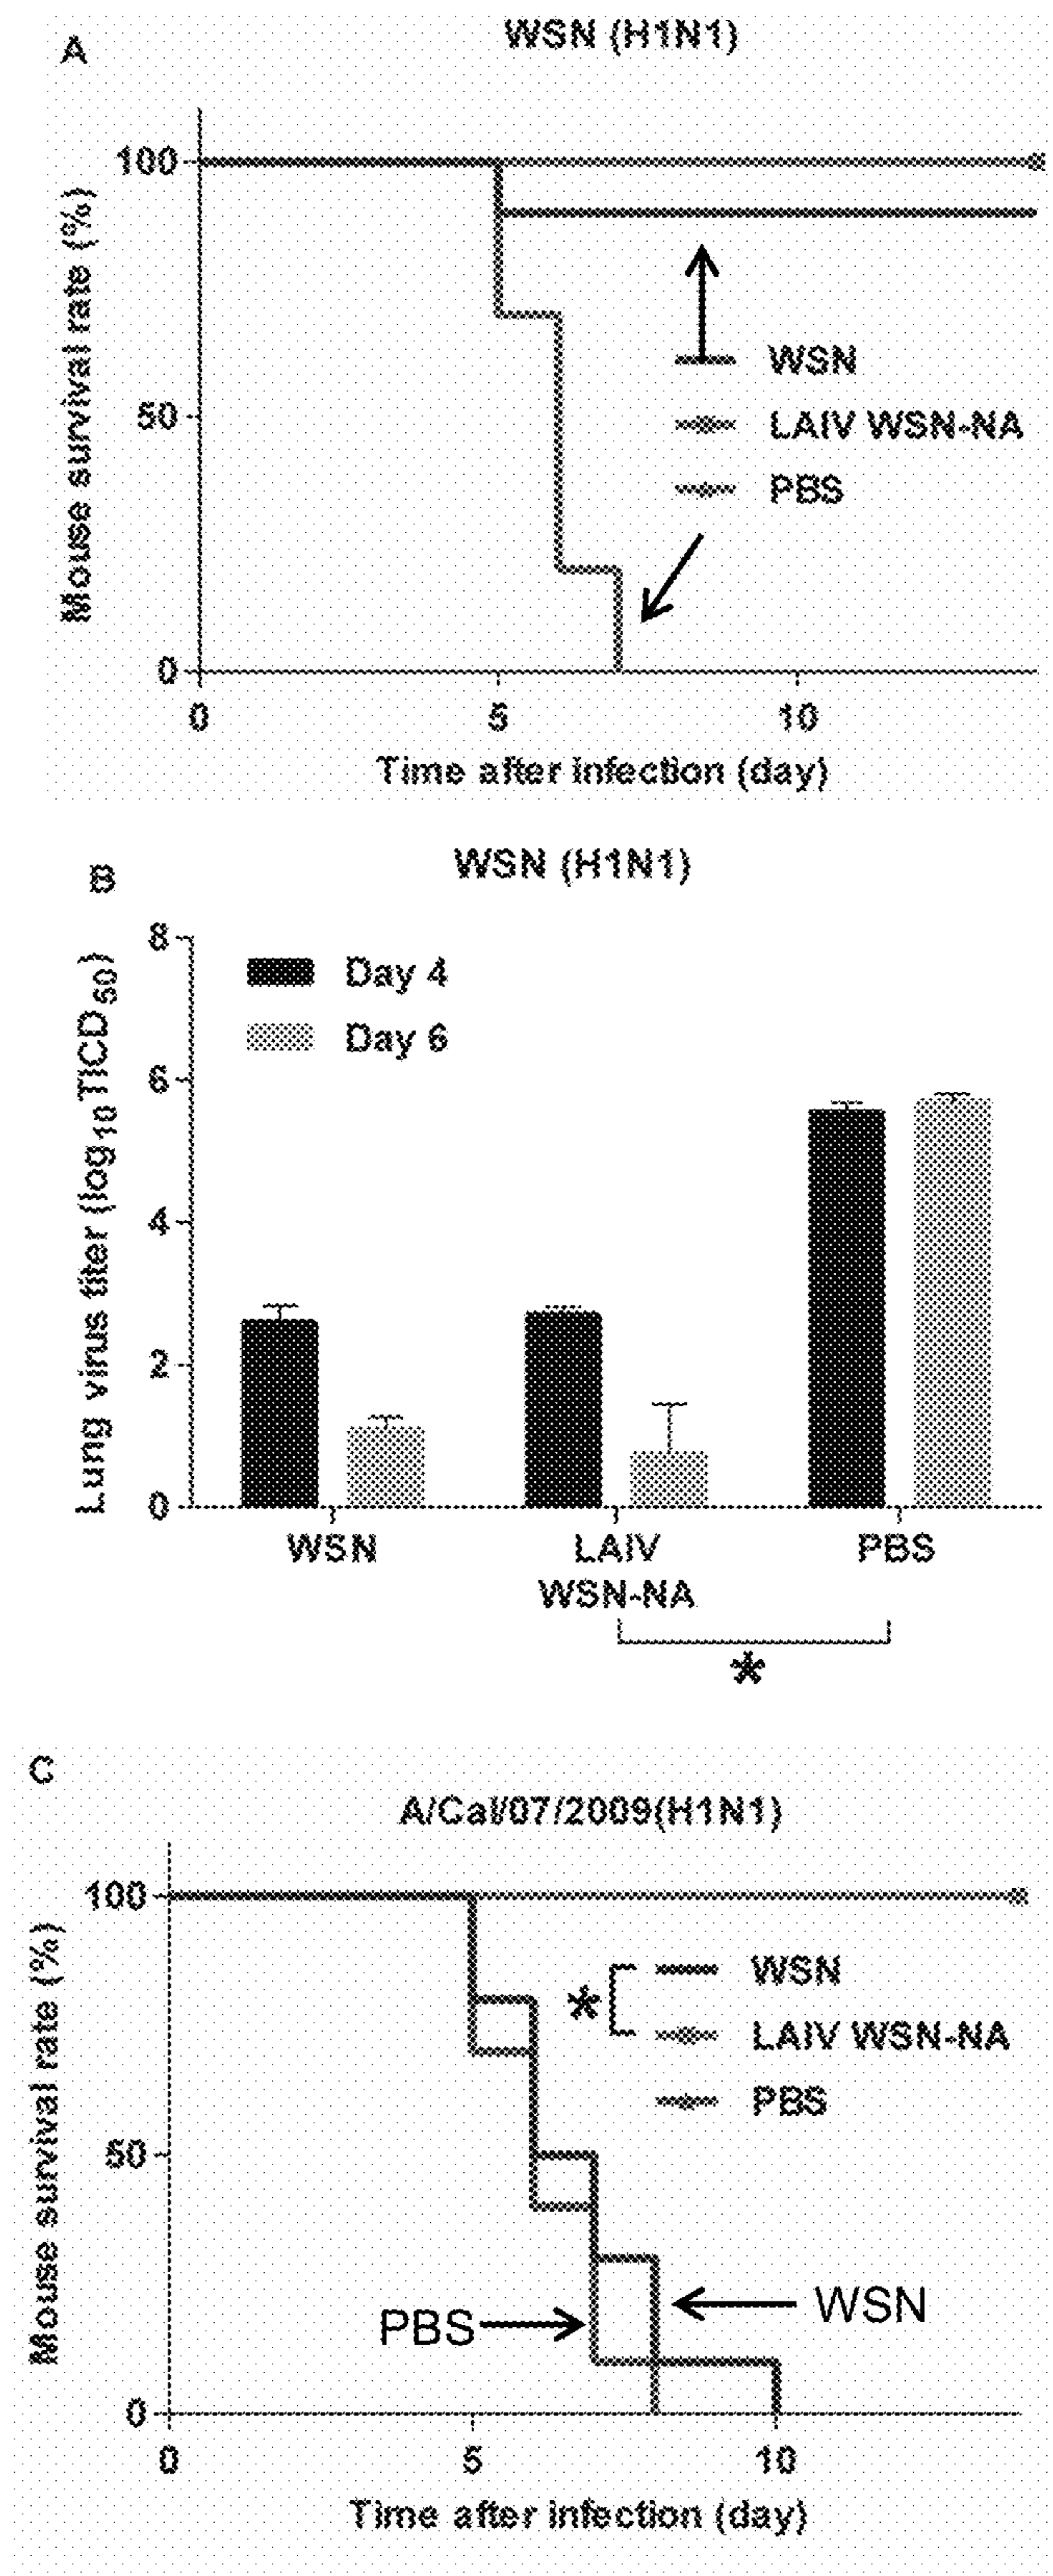 A
WSN (H1N1)
Mouse survival rate (%)
100
50
0
WSN
LAIV WSN-NA
PBS
0 5 10
Time after infection (day)
B
WSN (H1N1)
Lung virus titer (log10TICD50)
8
6
4
2
0
Day 4
Day 6
WSN LAIV PBS
WSN-NA
*
C
A/Cal/07/2009(H1N1)
Mouse survival rate (%)
100
50
0
* WSN
LAIV WSN-NA
PBS
PBS
WSN
0 5 10
Time after infection (day)